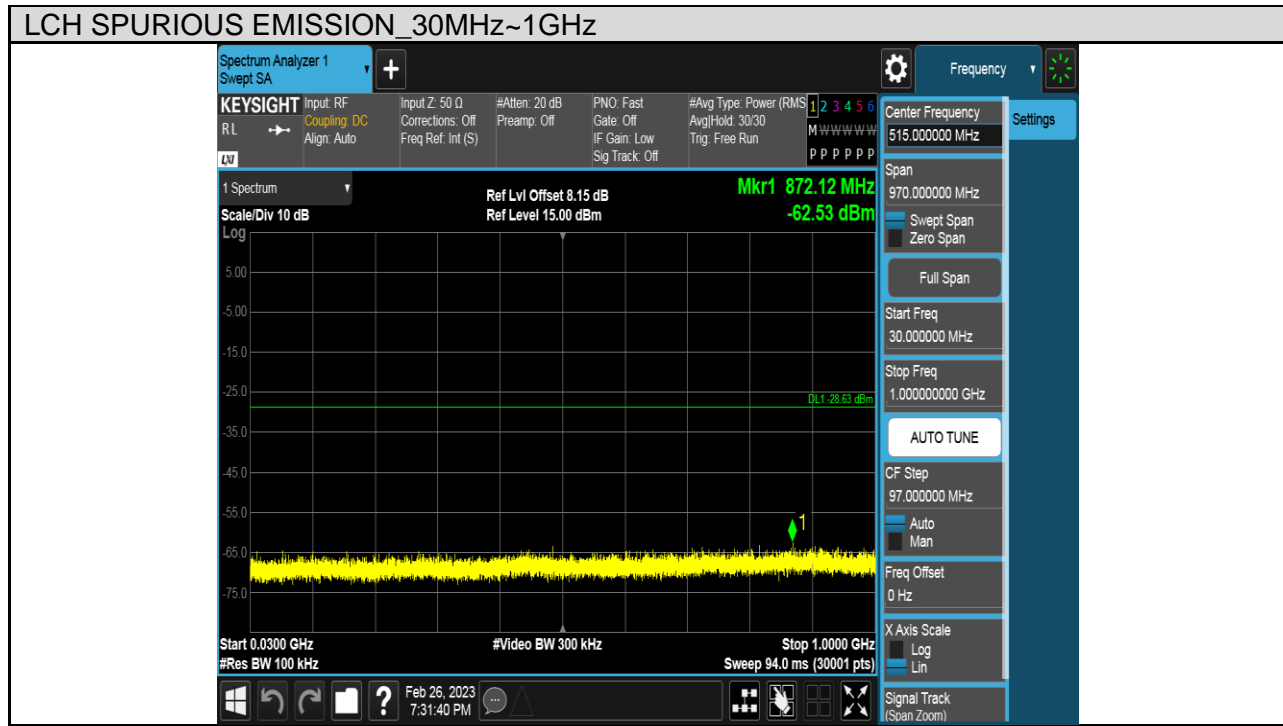 LCH SPURIOUS EMISSION_30MHz~1GHz
Spectrum Analyzer 1
Swept SA
Frequency
KEYSIGHT
RL
LXI
Input: RF
Coupling: DC
Align: Auto
Input Z: 50 Ω
Corrections: Off
Freq Ref: Int (S)
#Atten: 20 dB
Preamp: Off
PNO: Fast
Gate: Off
IF Gain: Low
Sig Track: Off
#Avg Type: Power (RMS
Avg|Hold: 30/30
Trig: Free Run
1 2 3 4 5 6
M W W W W W
P P P P P P
Center Frequency
515.000000 MHz
Settings
Span
970.000000 MHz
Swept Span
Zero Span
Full Span
Start Freq
30.000000 MHz
Stop Freq
1.000000000 GHz
AUTO TUNE
CF Step
97.000000 MHz
Auto
Man
Freq Offset
0 Hz
X Axis Scale
Log
Lin
Signal Track
(Span Zoom)
1 Spectrum
Scale/Div 10 dB
Ref Lvl Offset 8.15 dB
Ref Level 15.00 dBm
Mkr1 872.12 MHz
-62.53 dBm
Log
5.00
-5.00
-15.0
-25.0
DL1 -28.63 dBm
-35.0
-45.0
-55.0
1
-65.0
-75.0
Start 0.0300 GHz
#Video BW 300 kHz
Stop 1.0000 GHz
#Res BW 100 kHz
Sweep 94.0 ms (30001 pts)
Feb 26, 2023
7:31:40 PM